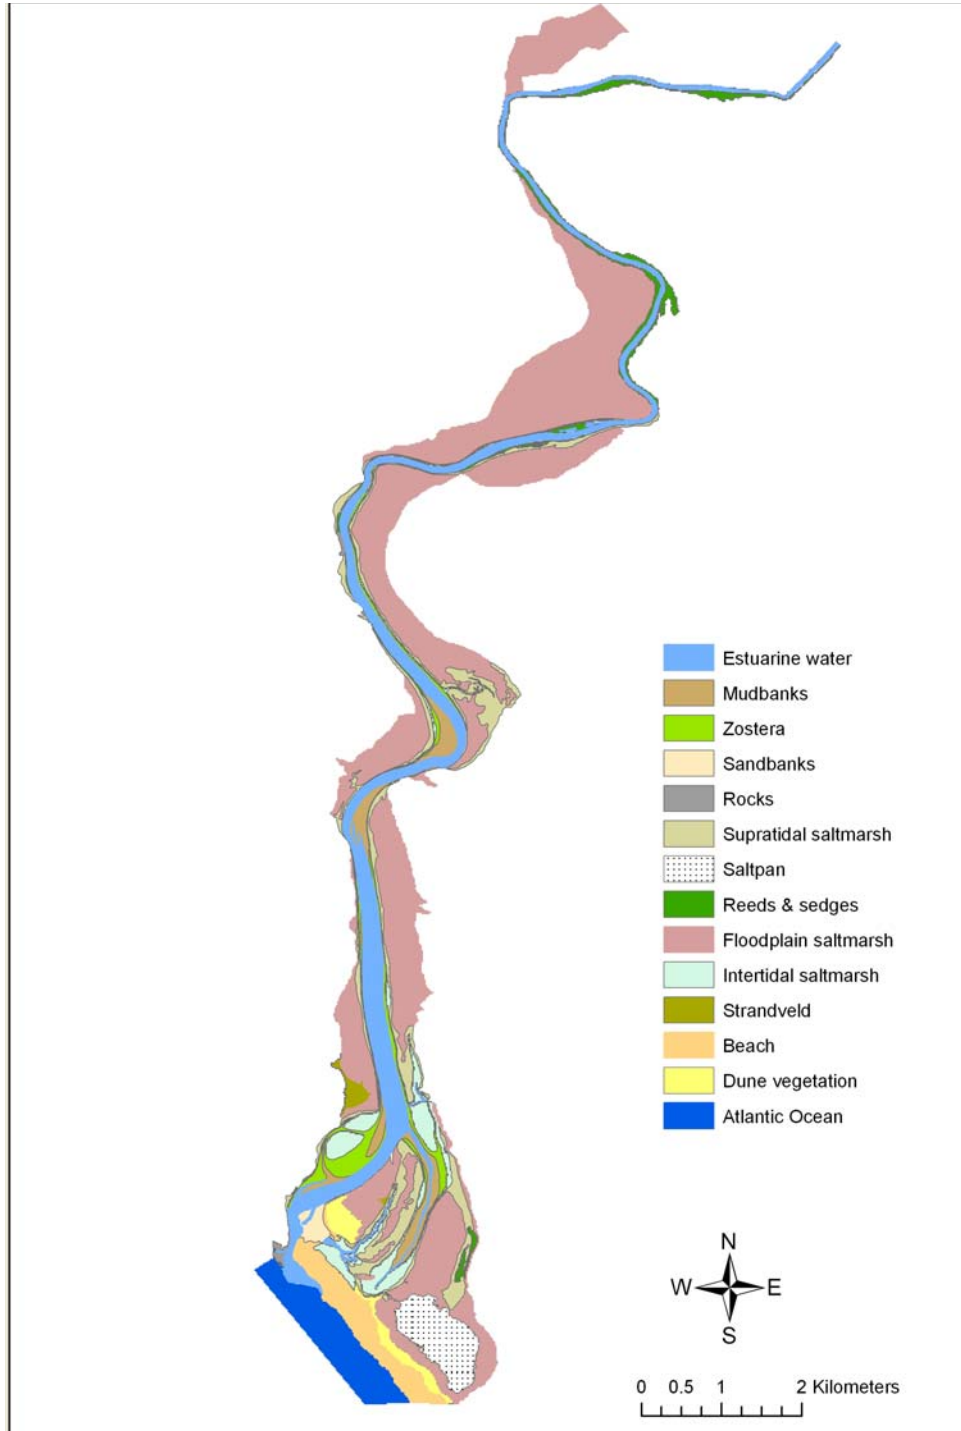 Estuarine water
Mudbanks
Zostera
Sandbanks
Rocks
Supratidal saltmarsh
Saltpan
Reeds & sedges
Floodplain saltmarsh
Intertidal saltmarsh
Strandveld
Beach
Dune vegetation
Atlantic Ocean
N
W E
S
0 0.5 1 2 Kilometers